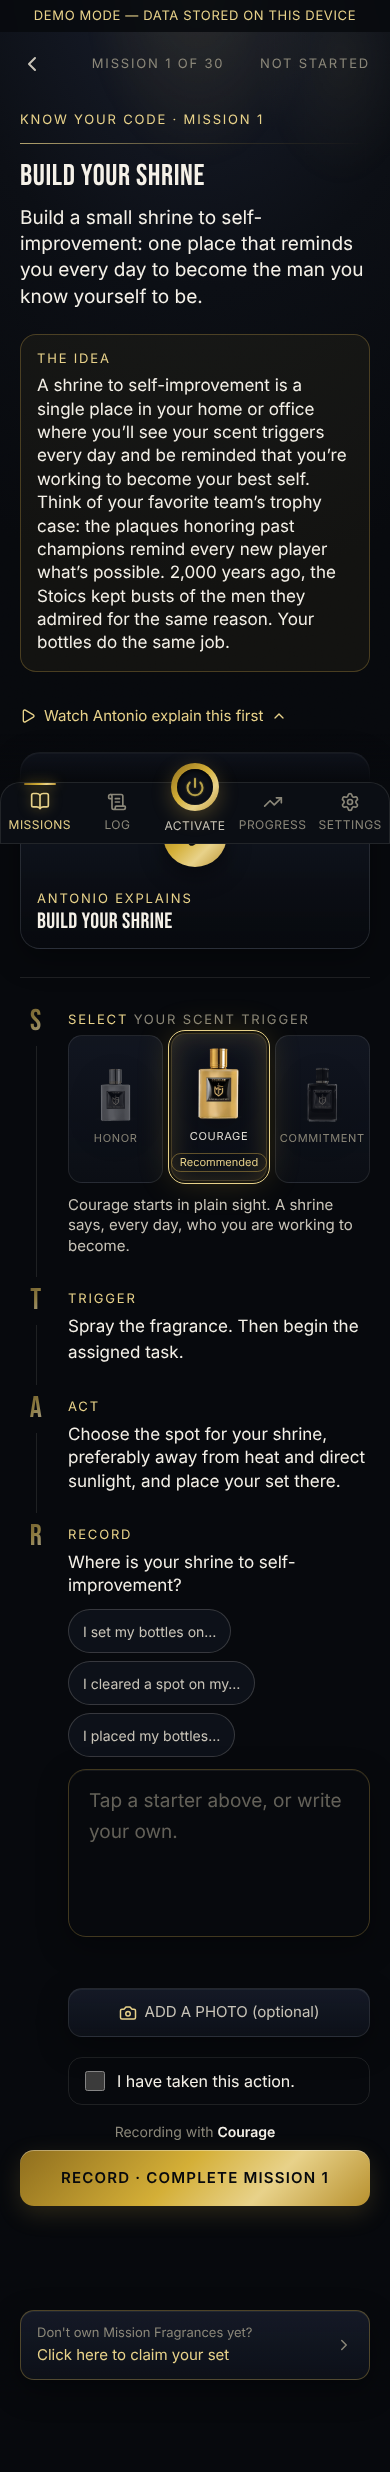 DEMO MODE — DATA STORED ON THIS DEVICE
MISSION 1 OF 30 NOT STARTED
KNOW YOUR CODE · MISSION 1
BUILD YOUR SHRINE
Build a small shrine to self-
improvement: one place that reminds
you every day to become the man you
know yourself to be.
THE IDEA
A shrine to self-improvement is a
single place in your home or office
where you’ll see your scent triggers
every day and be reminded that you’re
working to become your best self.
Think of your favorite team’s trophy
case: the plaques honoring past
champions remind every new player
what’s possible. 2,000 years ago, the
Stoics kept busts of the men they
admired for the same reason. Your
bottles do the same job.
Watch Antonio explain this first
MISSIONS LOG ACTIVATE PROGRESS SETTINGS
ANTONIO EXPLAINS
BUILD YOUR SHRINE
S SELECT YOUR SCENT TRIGGER
HONOR COURAGE COMMITMENT
Recommended
Courage starts in plain sight. A shrine
says, every day, who you are working to
become.
T TRIGGER
Spray the fragrance. Then begin the
assigned task.
A ACT
Choose the spot for your shrine,
preferably away from heat and direct
sunlight, and place your set there.
R RECORD
Where is your shrine to self-
improvement?
I set my bottles on…
I cleared a spot on my…
I placed my bottles…
Tap a starter above, or write
your own.
ADD A PHOTO (optional)
I have taken this action.
Recording with Courage
RECORD · COMPLETE MISSION 1
Don't own Mission Fragrances yet?
Click here to claim your set